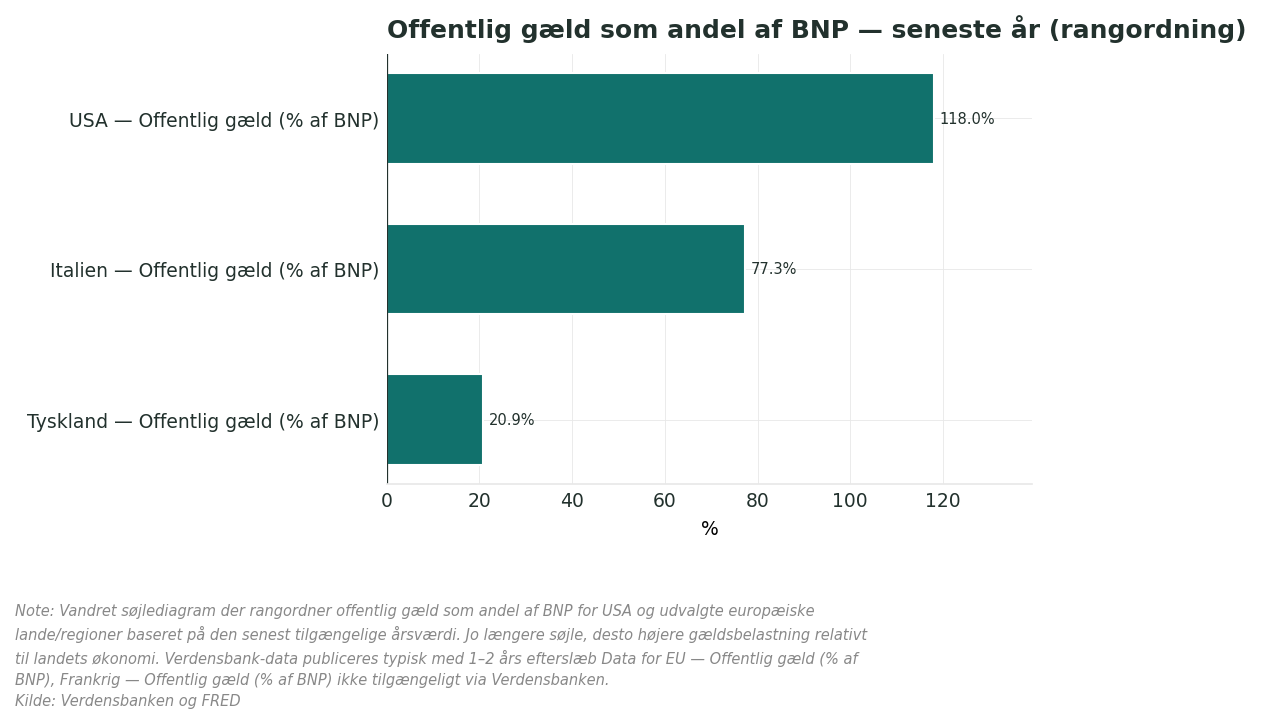 Offentlig gæld som andel af BNP — seneste år (rangordning)
USA — Offentlig gæld (% af BNP)
118.0%
Italien — Offentlig gæld (% af BNP)
77.3%
Tyskland — Offentlig gæld (% af BNP)
20.9%
0 20 40 60 80 100 120
%
Note: Vandret søjlediagram der rangordner offentlig gæld som andel af BNP for USA og udvalgte europæiske
lande/regioner baseret på den senest tilgængelige årsværdi. Jo længere søjle, desto højere gældsbelastning relativt
til landets økonomi. Verdensbank-data publiceres typisk med 1–2 års efterslæb Data for EU — Offentlig gæld (% af
BNP), Frankrig — Offentlig gæld (% af BNP) ikke tilgængeligt via Verdensbanken.
Kilde: Verdensbanken og FRED